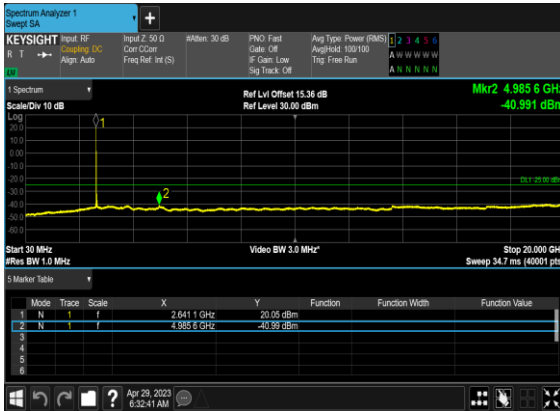 Spectrum Analyzer 1
Swept SA
+
KEYSIGHT Input: RF Input Z: 50 Ω #Atten: 30 dB PNO: Fast Avg Type: Power (RMS) 1 2 3 4 5 6
R T Coupling: DC Corr CCorr Gate: Off Avg|Hold: 100/100 A W W W W W
Align: Auto Freq Ref: Int (S) IF Gain: Low Trig: Free Run
Sig Track: Off A N N N N N
1 Spectrum Ref Lvl Offset 15.36 dB Mkr2 4.985 6 GHz
Scale/Div 10 dB Ref Level 30.00 dBm -40.991 dBm
Log
20.0
10.0
0.00
-10.0
-20.0
-30.0
-40.0
-50.0
-60.0
1
2
DL1 -25.00 dBm
Start 30 MHz Video BW 3.0 MHz* Stop 20.000 GHz
#Res BW 1.0 MHz Sweep 34.7 ms (40001 pts)
5 Marker Table
Mode Trace Scale X Y Function Function Width Function Value
1 N 1 f 2.641 1 GHz 20.05 dBm
2 N 1 f 4.985 6 GHz -40.99 dBm
3
4
5
6
? Apr 29, 2023
6:32:41 AM